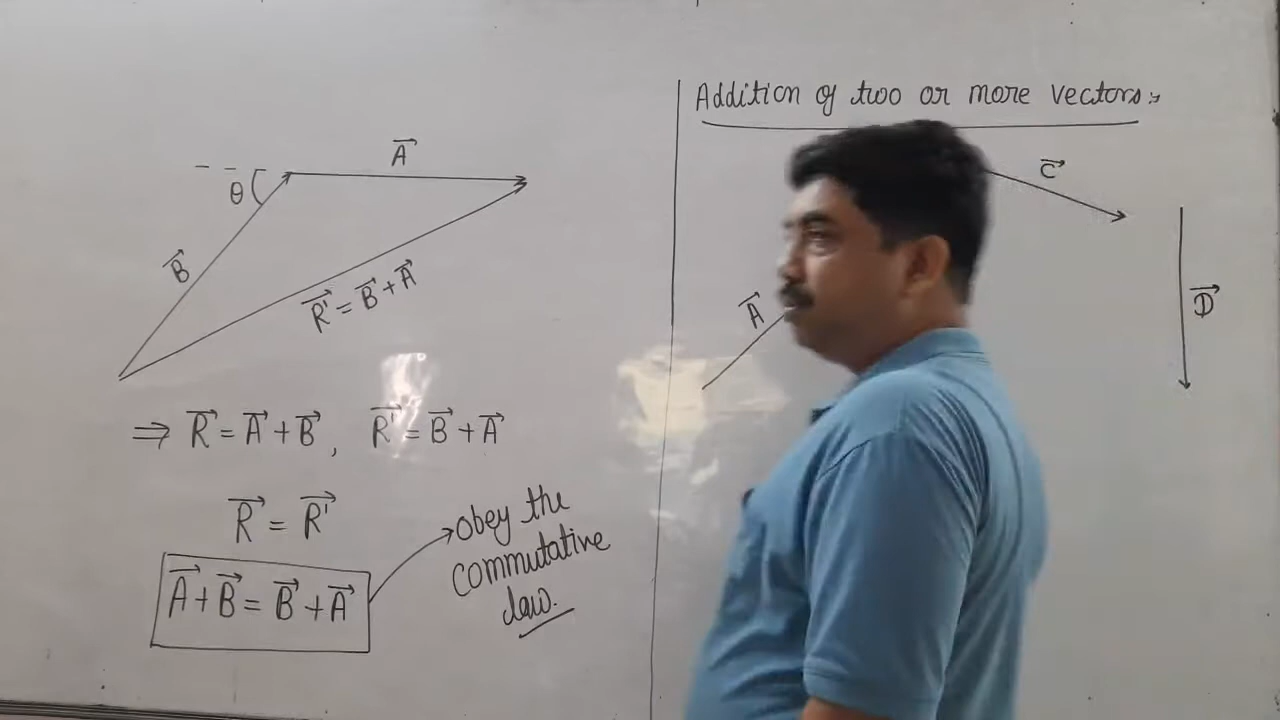 A⃗
θ
B⃗
R⃗' = B⃗ + A⃗
⇒ R⃗ = A⃗ + B⃗ , R⃗' = B⃗ + A⃗
R⃗ = R⃗'
A⃗ + B⃗ = B⃗ + A⃗
obey the
commutative
law.
Addition of two or more vectors:-
C⃗
A⃗
D⃗